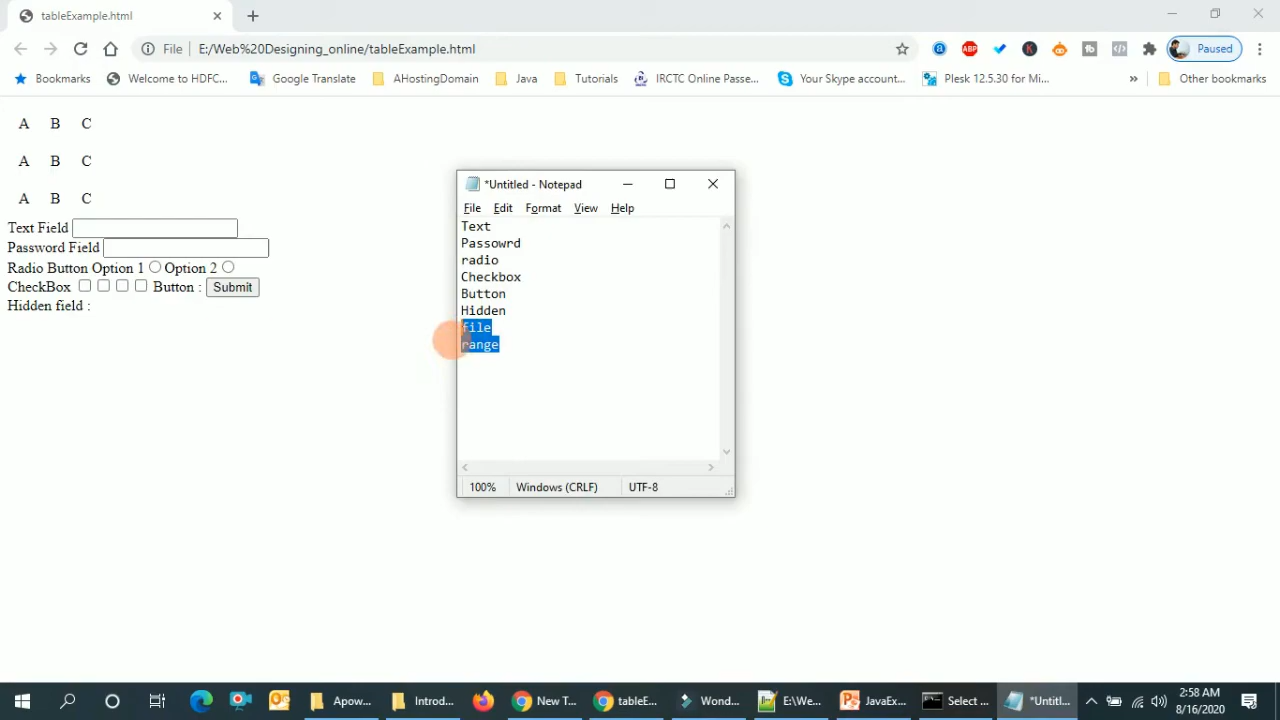 tableExample.html
File E:/Web%20Designing_online/tableExample.html
ABP K tb Paused
Bookmarks Welcome to HDFC... Google Translate AHostingDomain Java Tutorials IRCTC Online Passe... Your Skype account... Plesk 12.5.30 for Mi... » Other bookmarks
A B C
A B C
A B C
Text Field
Password Field
Radio Button Option 1 Option 2
CheckBox Button : Submit
Hidden field :
*Untitled - Notepad
File Edit Format View Help
Text
Passowrd
radio
Checkbox
Button
Hidden
file
range
100% Windows (CRLF) UTF-8
Apow... Introd... New T... tableE... Wond... E:\We... JavaEx... Select ... *Untitl...
2:58 AM
8/16/2020